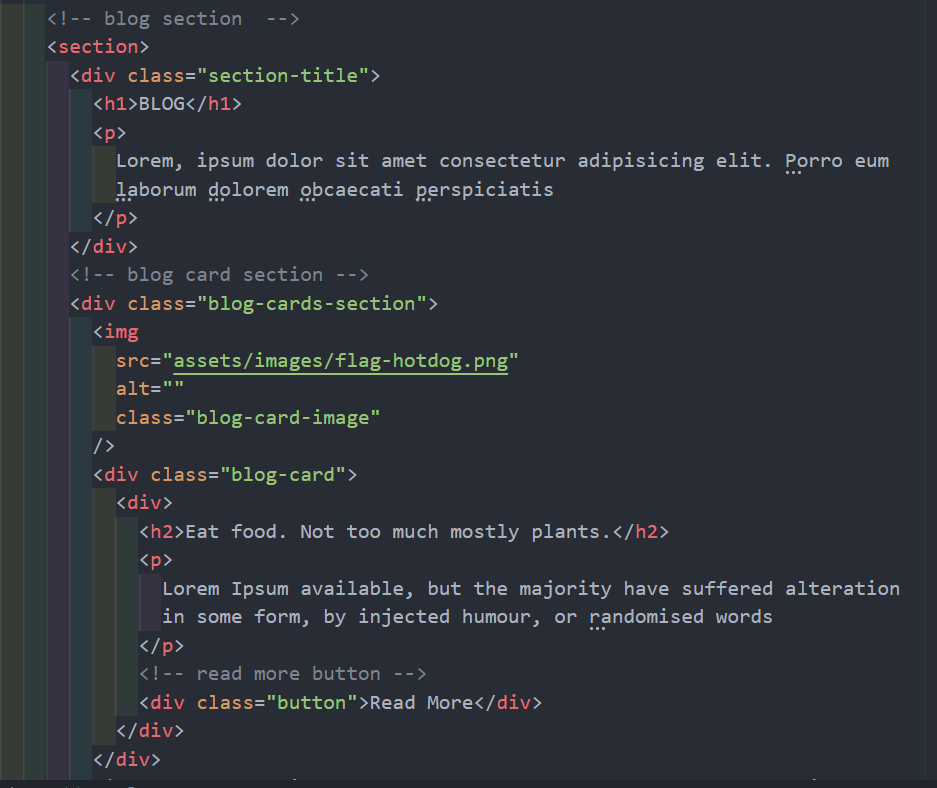 <!-- blog section  -->
<section>
<div class="section-title">
<h1>BLOG</h1>
<p>
Lorem, ipsum dolor sit amet consectetur adipisicing elit. Porro eum
laborum dolorem obcaecati perspiciatis
</p>
</div>
<!-- blog card section -->
<div class="blog-cards-section">
<img
src="assets/images/flag-hotdog.png"
alt=""
class="blog-card-image"
/>
<div class="blog-card">
<div>
<h2>Eat food. Not too much mostly plants.</h2>
<p>
Lorem Ipsum available, but the majority have suffered alteration
in some form, by injected humour, or randomised words
</p>
<!-- read more button -->
<div class="button">Read More</div>
</div>
</div>